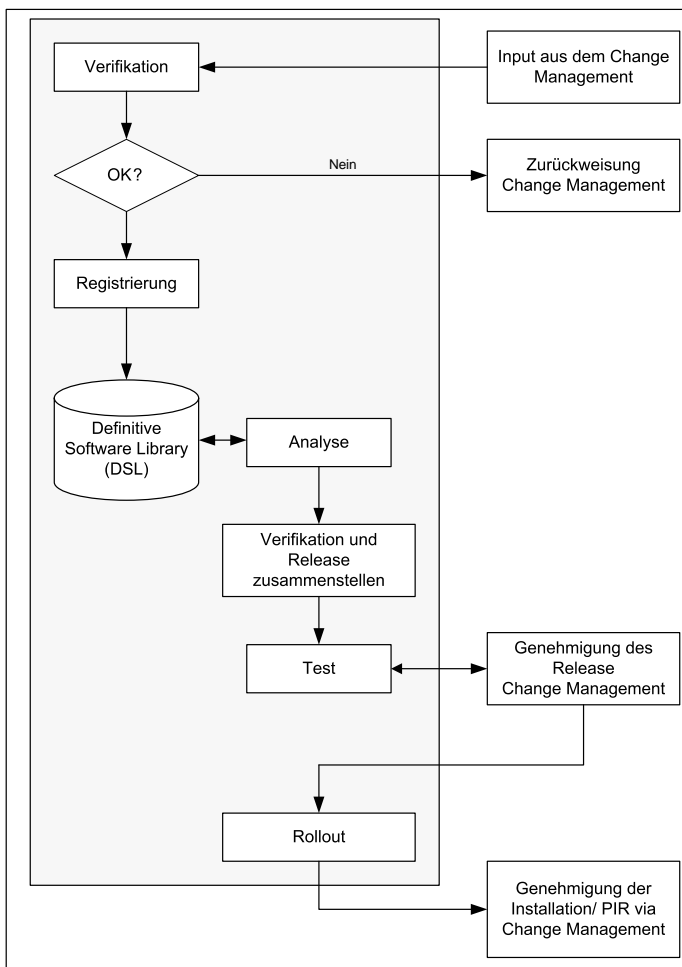 Verifikation
Input aus dem Change
Management
OK?
Nein
Zurückweisung
Change Management
Registrierung
Definitive
Software Library
(DSL)
Analyse
Verifikation und
Release
zusammenstellen
Test
Genehmigung des
Release
Change Management
Rollout
Genehmigung der
Installation/ PIR via
Change Management